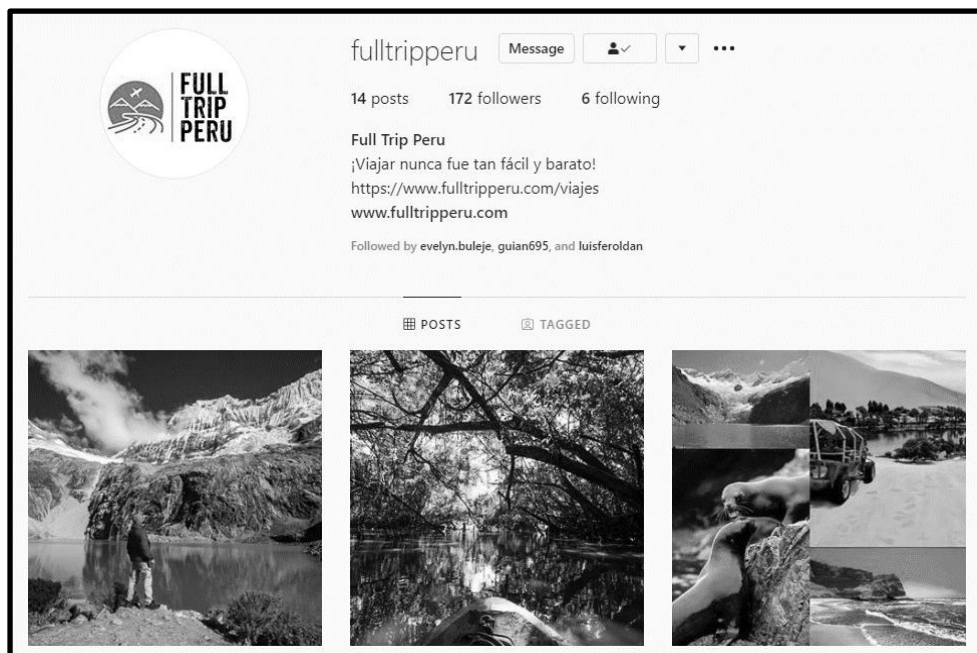 FULL
TRIP
PERU
fulltripperu Message
14 posts 172 followers 6 following
Full Trip Peru
¡Viajar nunca fue tan fácil y barato!
https://www.fulltripperu.com/viajes
www.fulltripperu.com
Followed by evelyn.buleje, guian695, and luisferoldan
POSTS TAGGED